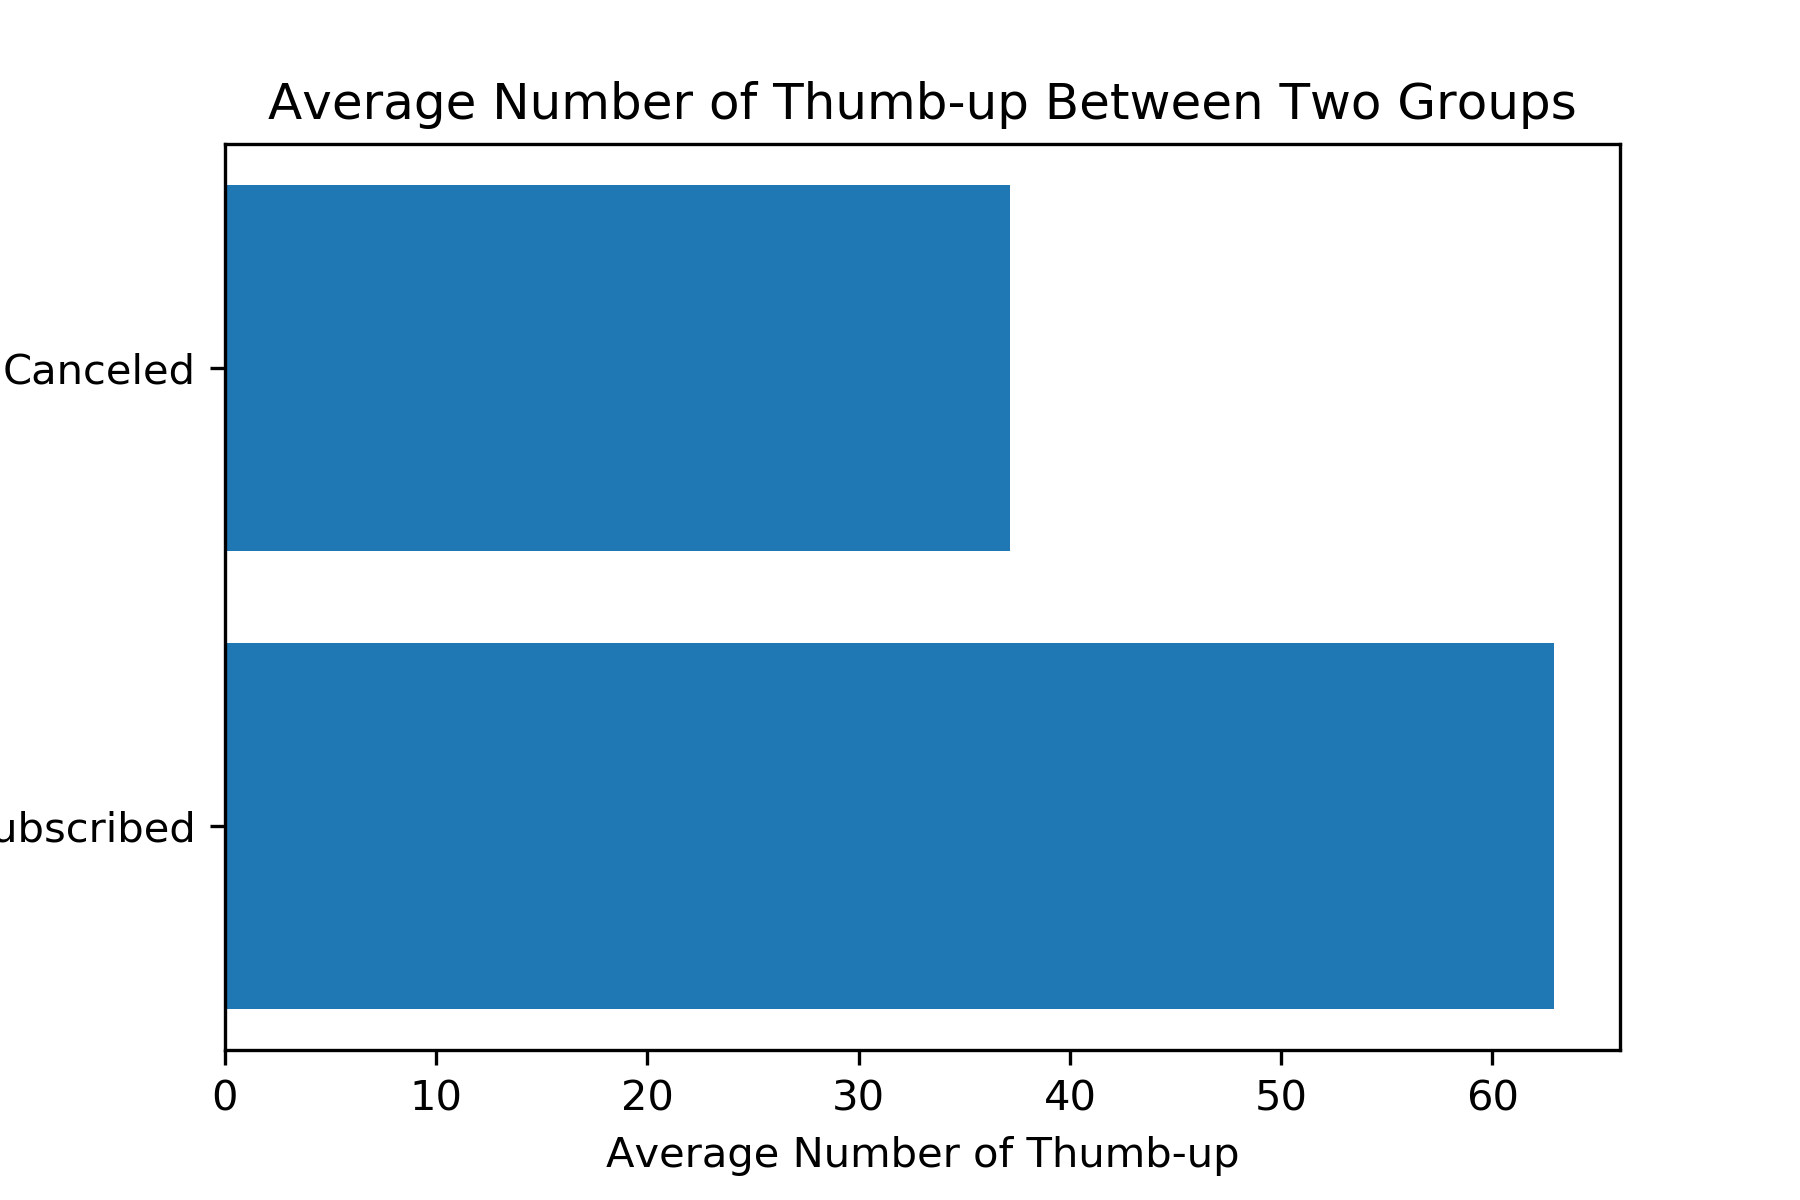 Average Number of Thumb-up Between Two Groups
Canceled
ubscribed
0 10 20 30 40 50 60
Average Number of Thumb-up